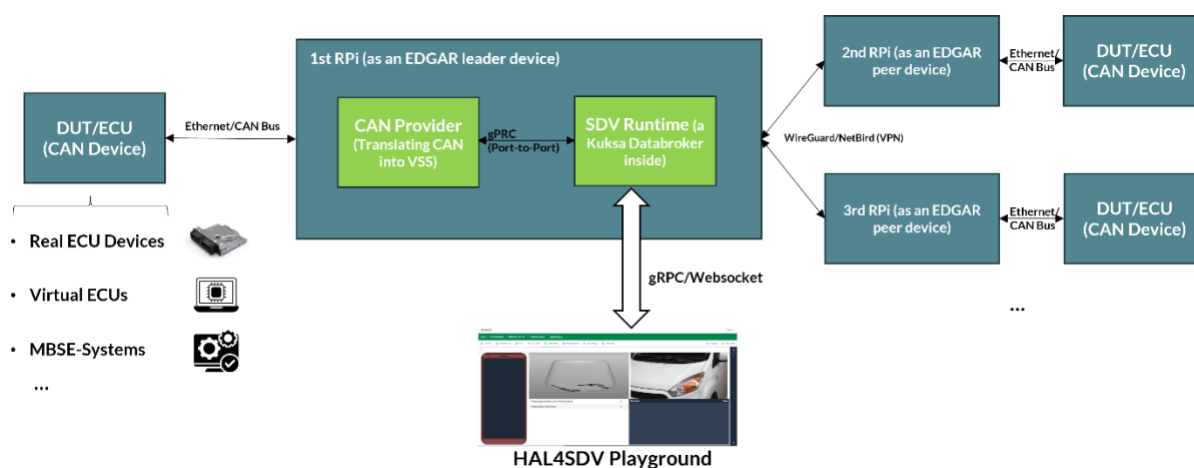 1st RPi (as an EDGAR leader device)
DUT/ECU
(CAN Device)
Ethernet/CAN Bus
CAN Provider
(Translating CAN
into VSS)
gPRC
(Port-to-Port)
SDV Runtime (a
Kuksa Databroker
inside)
2nd RPi (as an EDGAR
peer device)
Ethernet/
CAN Bus
DUT/ECU
(CAN Device)
WireGuard/NetBird (VPN)
3rd RPi (as an EDGAR
peer device)
Ethernet/
CAN Bus
DUT/ECU
(CAN Device)
...
• Real ECU Devices
• Virtual ECUs
• MBSE-Systems
...
gRPC/Websocket
HAL4SDV Playground